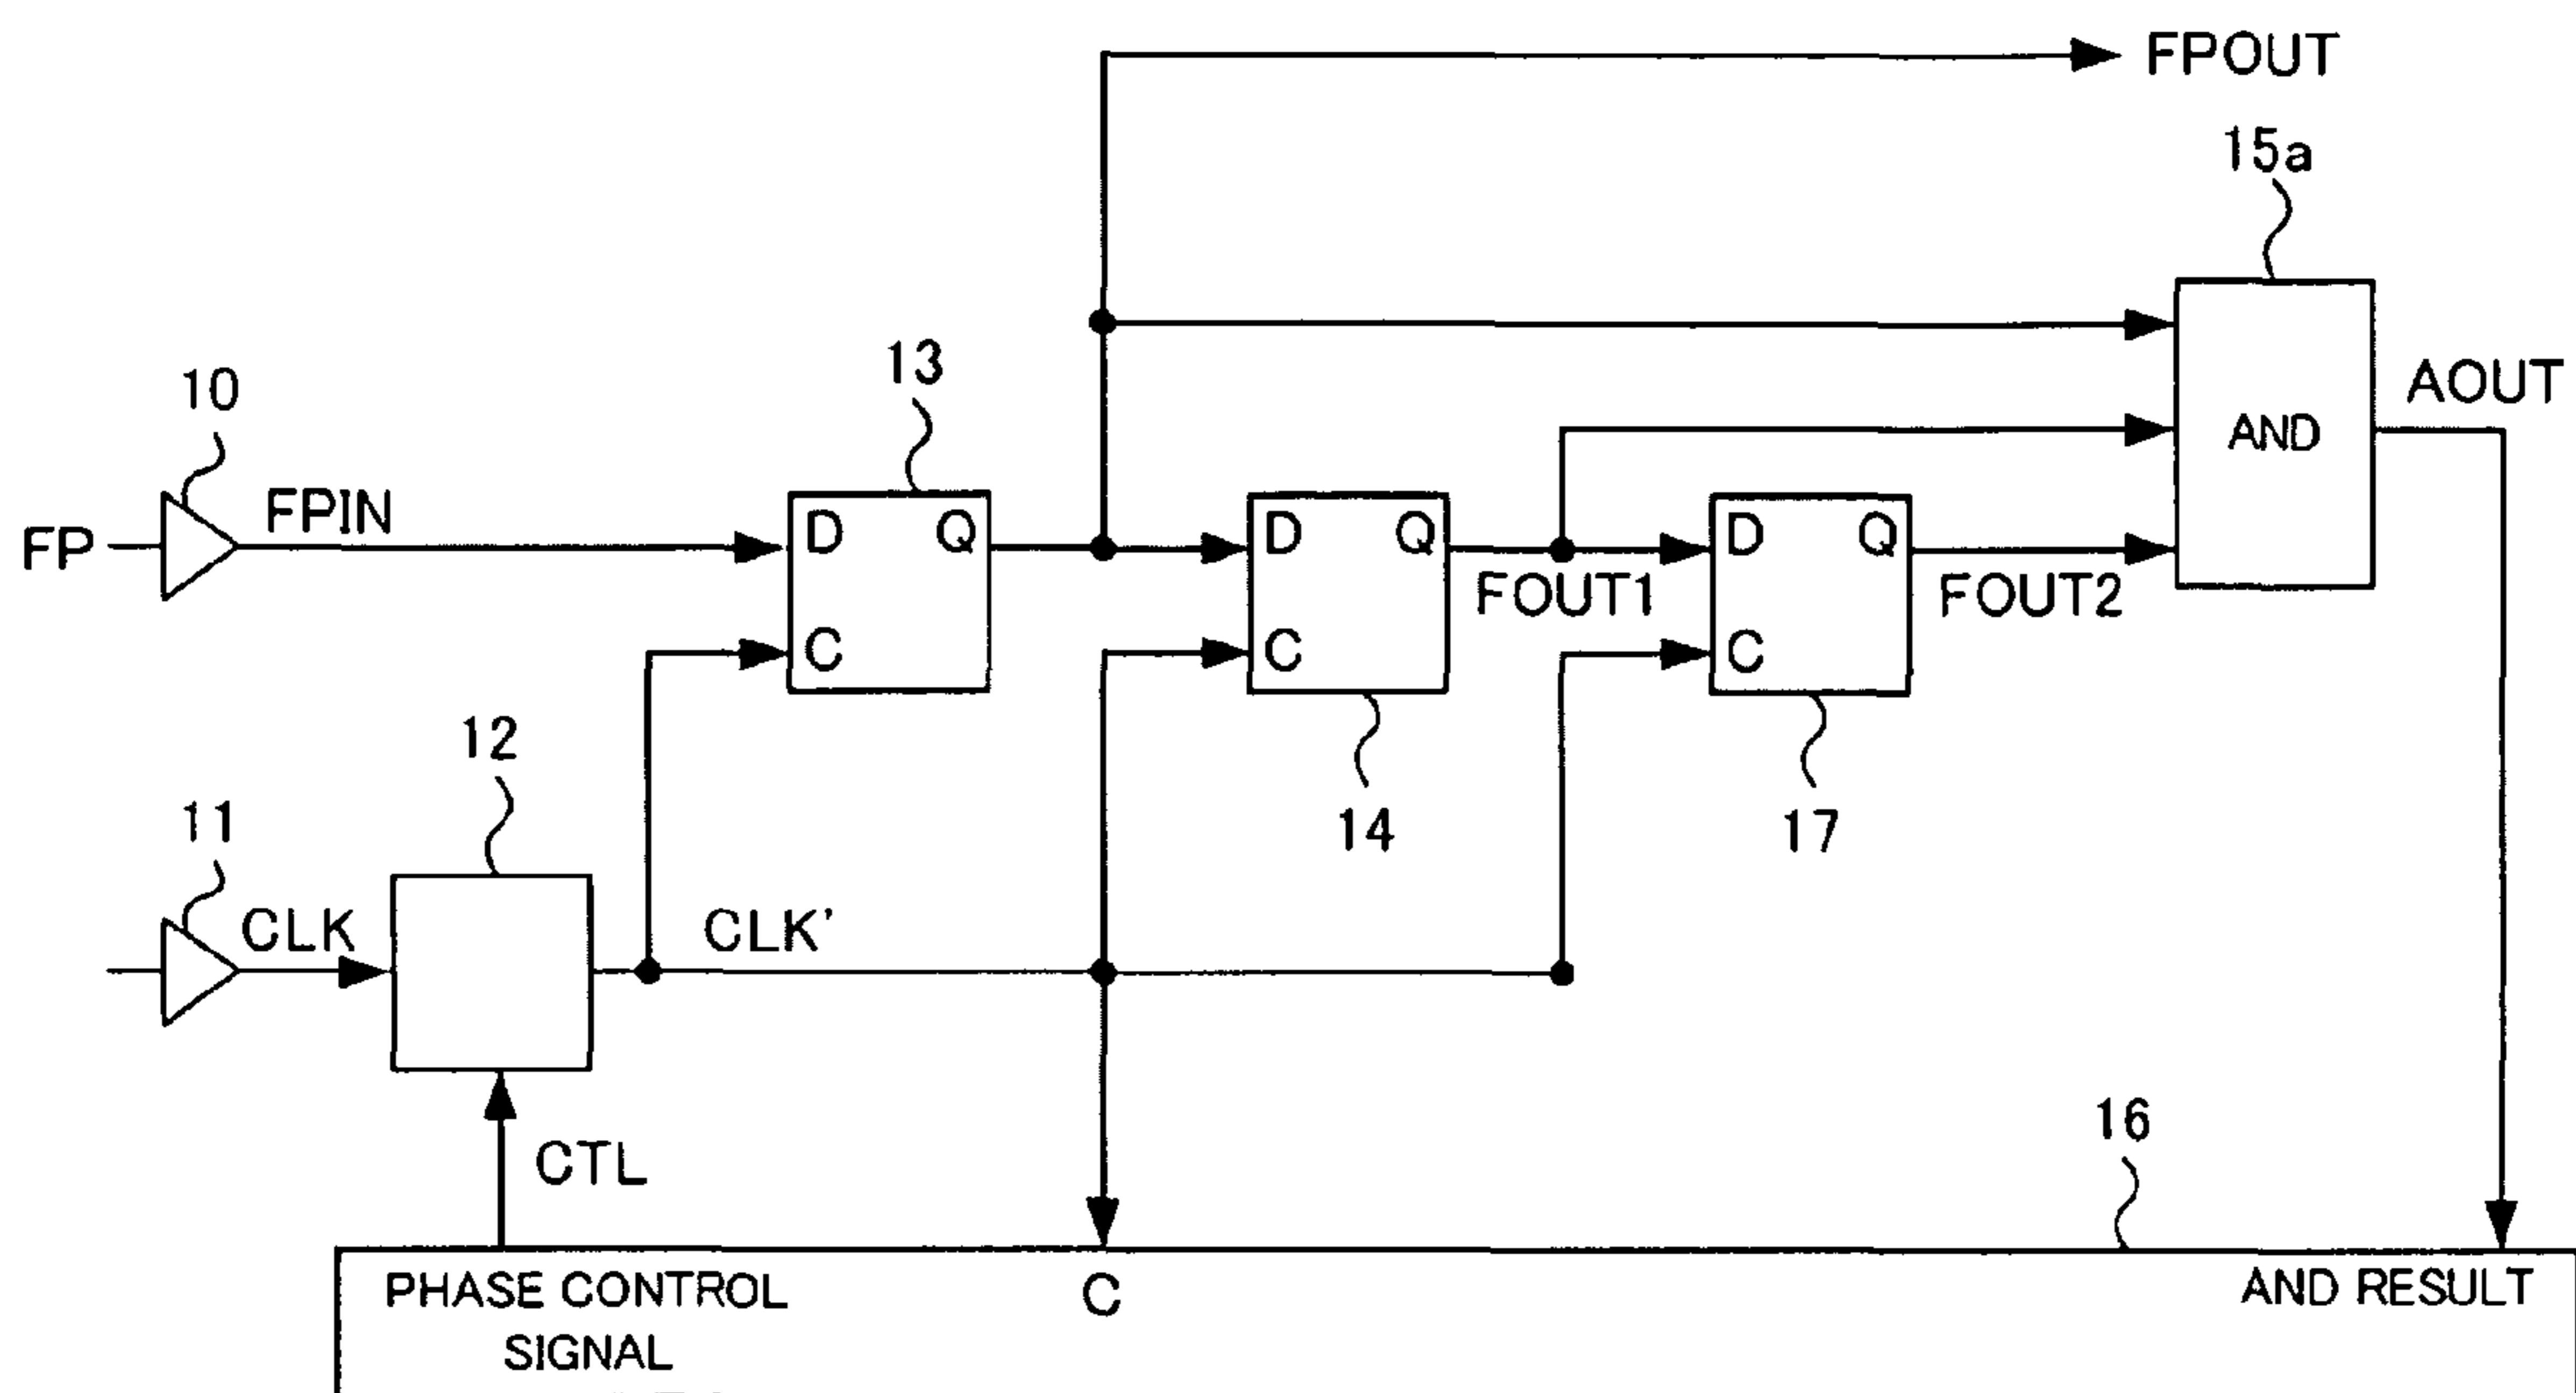 FPOUT
15a
AOUT
AND
10
FPIN
FP
13
D
Q
C
D
Q
C
14
FOUT1
D
Q
C
17
FOUT2
11
CLK
12
CLK'
CTL
16
PHASE CONTROL
SIGNAL
C
AND RESULT